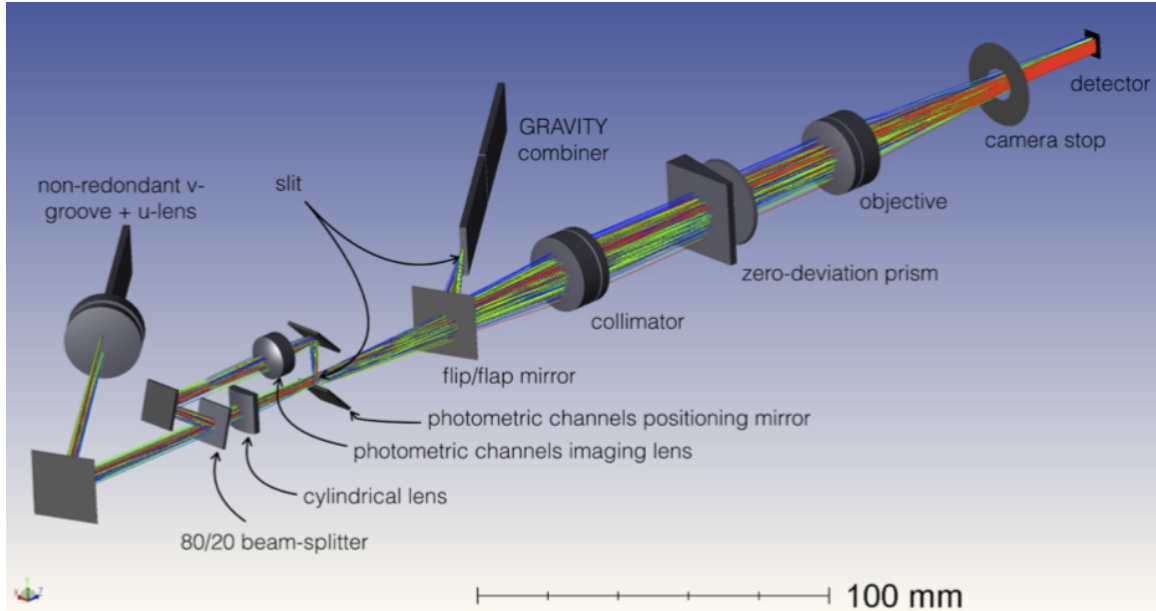 detector
camera stop
GRAVITY
combiner
objective
slit
non-redondant v-
groove + u-lens
zero-deviation prism
collimator
flip/flap mirror
photometric channels positioning mirror
photometric channels imaging lens
cylindrical lens
80/20 beam-splitter
100 mm